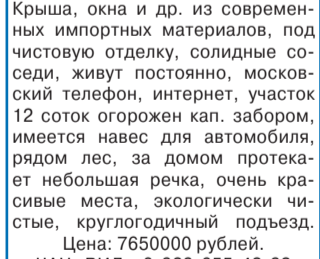 Крыша, окна и др. из современ-
ных импортных материалов, под
чистовую отделку, солидные со-
седи, живут постоянно, москов-
ский телефон, интернет, участок
12 соток огорожен кап. забором,
имеется навес для автомобиля,
рядом лес, за домом протека-
ет небольшая речка, очень кра-
сивые места, экологически чи-
стые, круглогодичный подъезд.
Цена: 7650000 рублей.